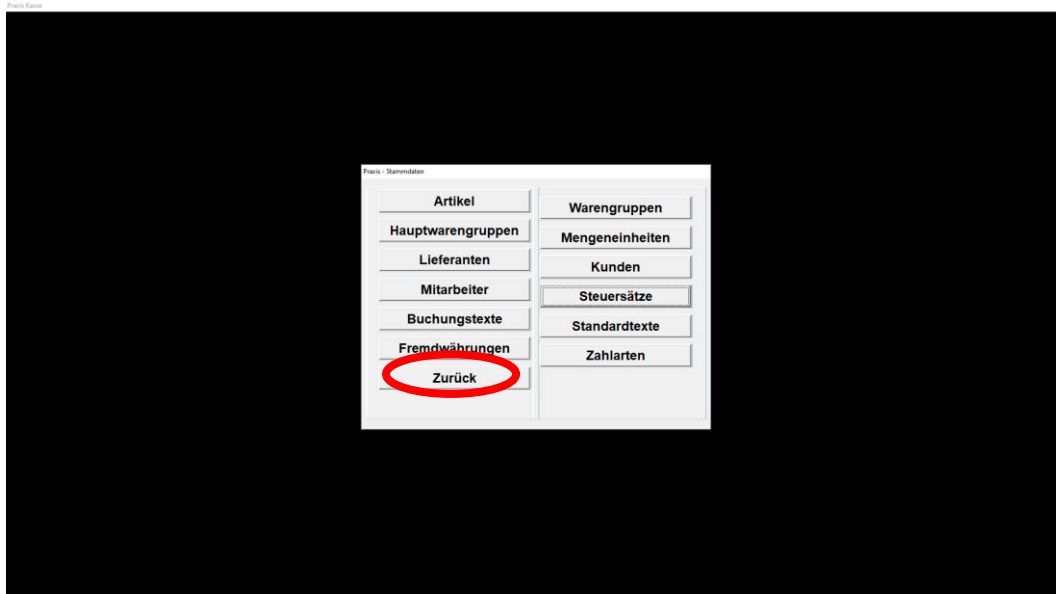 Praxis Kasse
Praxis - Stammdaten
Artikel
Hauptwarengruppen
Lieferanten
Mitarbeiter
Buchungstexte
Fremdwährungen
Zurück
Warengruppen
Mengeneinheiten
Kunden
Steuersätze
Standardtexte
Zahlarten